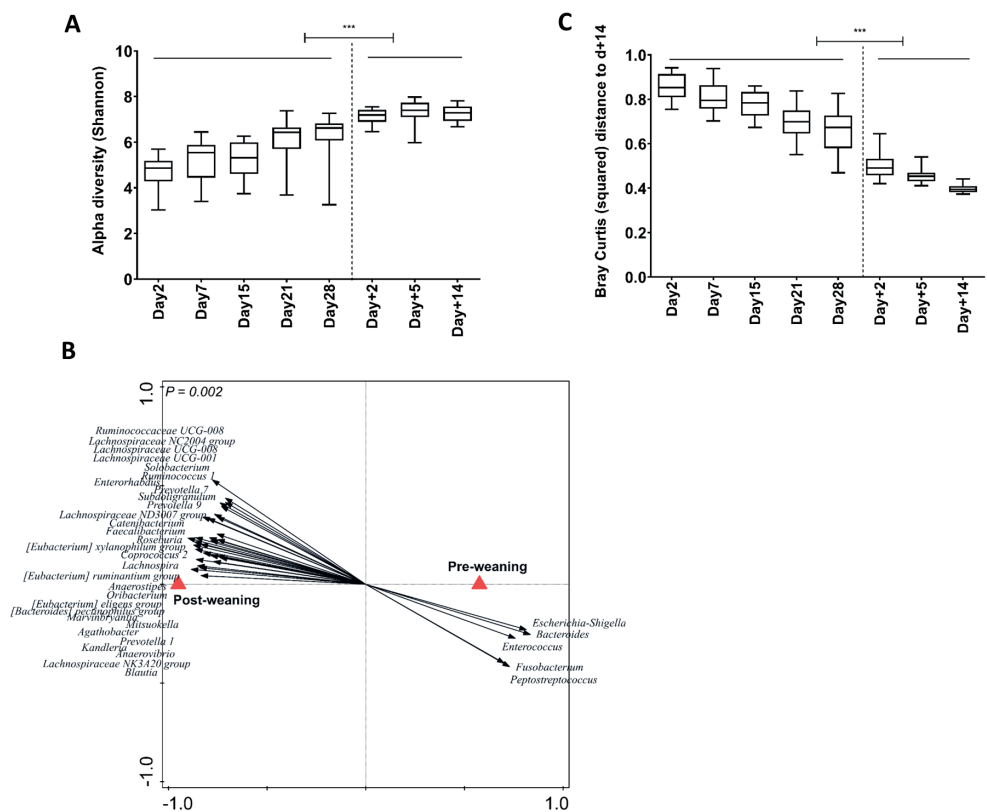 A
***
Alpha diversity (Shannon)
10
8
6
4
2
0
Day2
Day7
Day15
Day21
Day28
Day+2
Day+5
Day+14
C
***
Bray Curtis (squared) distance to d+14
1.0
0.8
0.6
0.4
0.2
0.0
Day2
Day7
Day15
Day21
Day28
Day+2
Day+5
Day+14
B
P = 0.002
1.0
-1.0
-1.0
1.0
Ruminococcaceae UCG-008
Lachnospiraceae NC2004 group
Lachnospiraceae UCG-008
Lachnospiraceae UCG-001
Solobacterium
Ruminococcus 1
Enterorhabdus
Prevotella 7
Subdoligranulum
Prevotella 9
Lachnospiraceae ND3007 group
Catenibacterium
Faecalibacterium
Roseburia
[Eubacterium] xylanophilum group
Coprococcus 2
Lachnospira
[Eubacterium] ruminantium group
Anaerostipes
Oribacterium
[Eubacterium] eligens group
[Bacteroides] pectinophilus group
Marvinbryantia
Mitsuokella
Agathobacter
Prevotella 1
Kandleria
Anaerovibrio
Lachnospiraceae NK3A20 group
Blautia
Post-weaning
Pre-weaning
Escherichia-Shigella
Bacteroides
Enterococcus
Fusobacterium
Peptostreptococcus